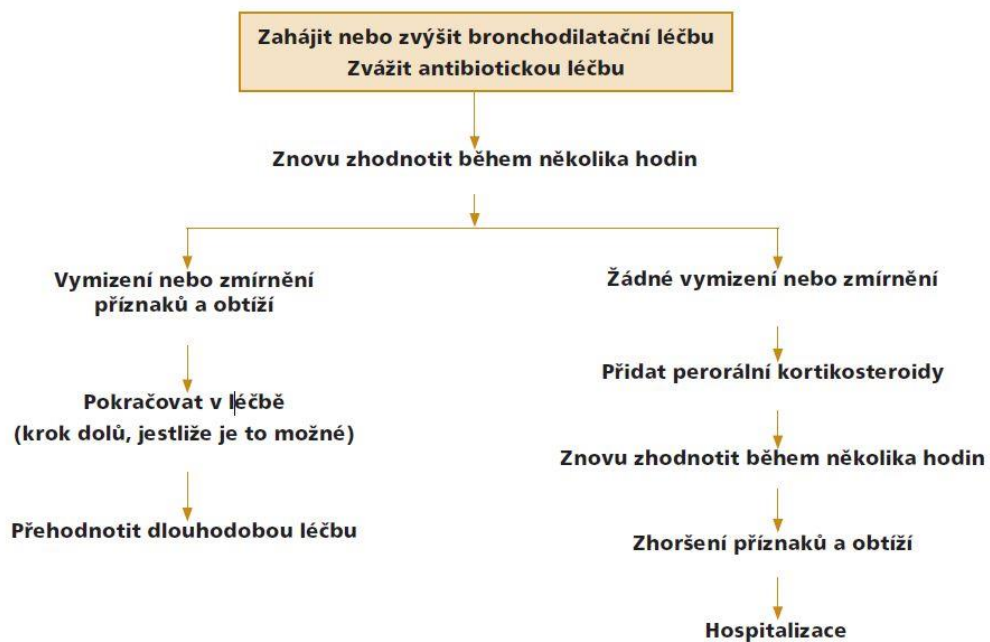 Zahájit nebo zvýšit bronchodilatační léčbu
Zvážit antibiotickou léčbu
Znovu zhodnotit během několika hodin
Vymizení nebo zmírnění
příznaků a obtíží
Pokračovat v léčbě
(krok dolů, jestliže je to možné)
Přehodnotit dlouhodobou léčbu
Žádné vymizení nebo zmírnění
Přidat perorální kortikosteroidy
Znovu zhodnotit během několika hodin
Zhoršení příznaků a obtíží
Hospitalizace